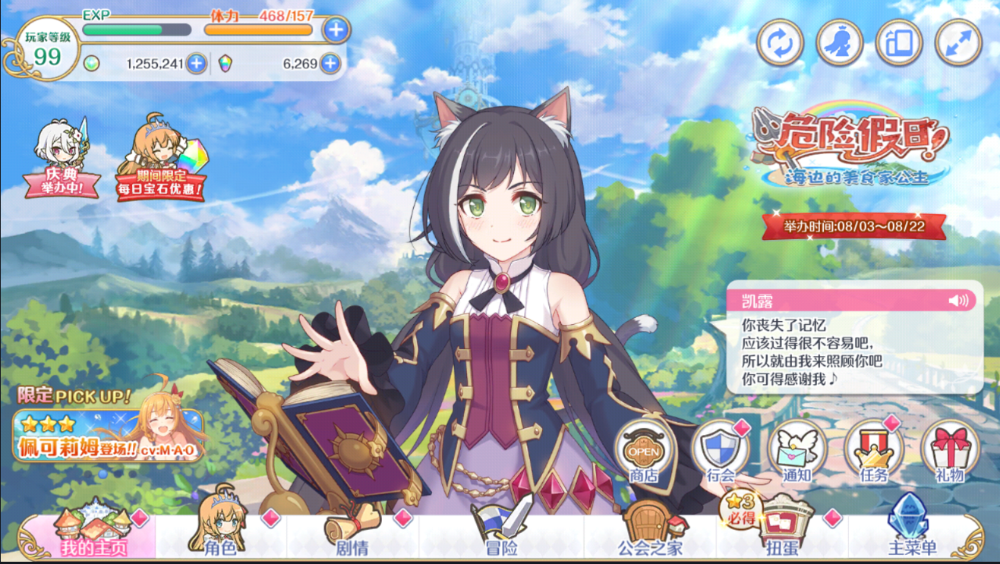 EXP
体力 468/157
玩家等级
99
1,255,241
6,269
危险假日!
海边的美食家公主
庆典
举办中!
期间限定
每日宝石优惠!
举办时间:08/03~08/22
凯露
你丧失了记忆
应该过得很不容易吧,
所以就由我来照顾你吧
你可得感谢我♪
限定PICK UP!
佩可莉姆登场!! cv:M·A·O
OPEN
商店
行会
通知
任务
礼物
★3
必得
我的主页
角色
剧情
冒险
公会之家
扭蛋
主菜单